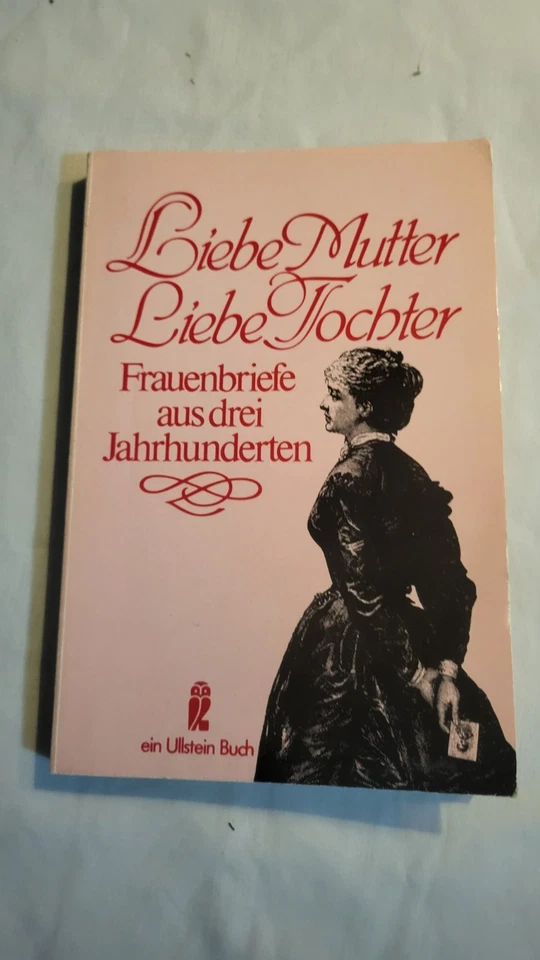 Liebe Mutter
Liebe Tochter
Frauenbriefe
aus drei
Jahrhunderten
ein Ullstein Buch